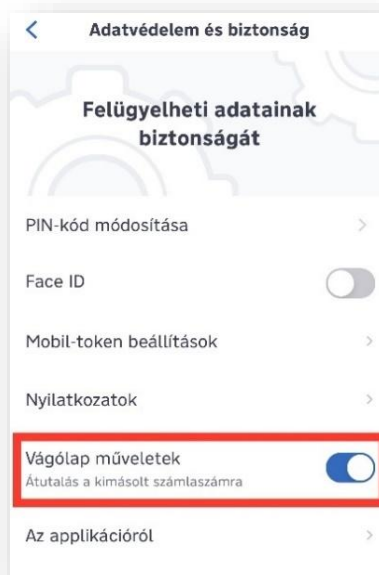 Adatvédelem és biztonság
Felügyelheti adatainak
biztonságát
PIN-kód módosítása
Face ID
Mobil-token beállítások
Nyilatkozatok
Vágólap műveletek
Átutalás a kimásolt számlaszámra
Az applikációról